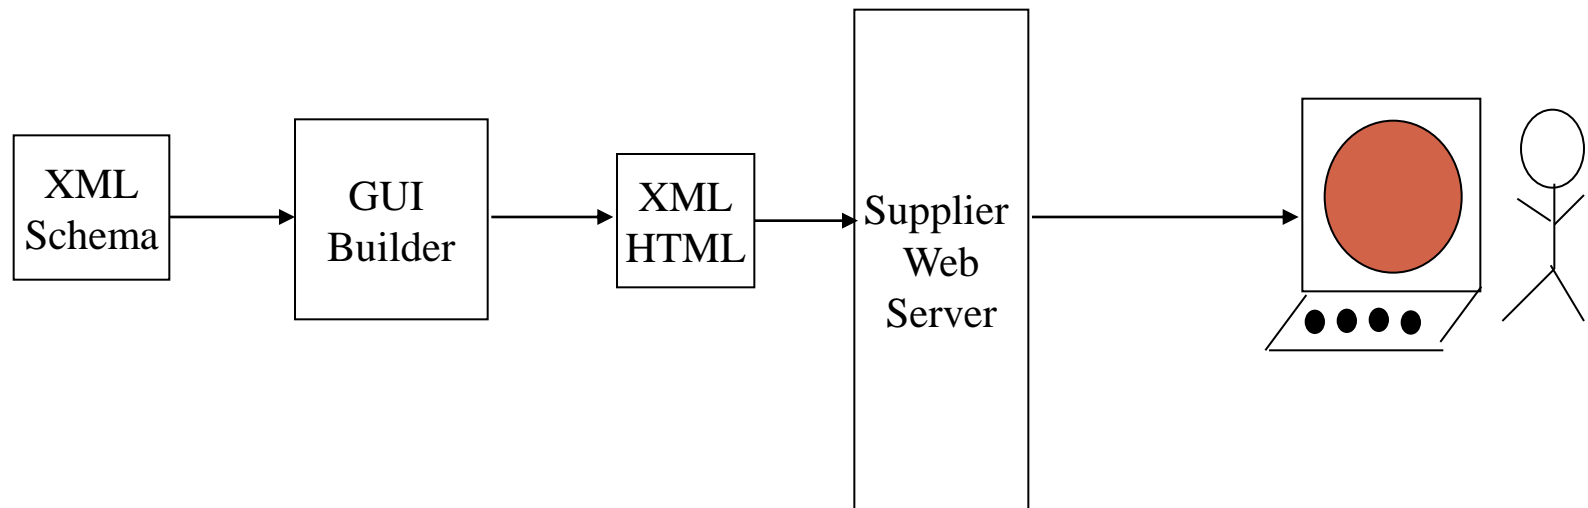 XML
Schema
GUI
Builder
XML
HTML
Supplier
Web
Server